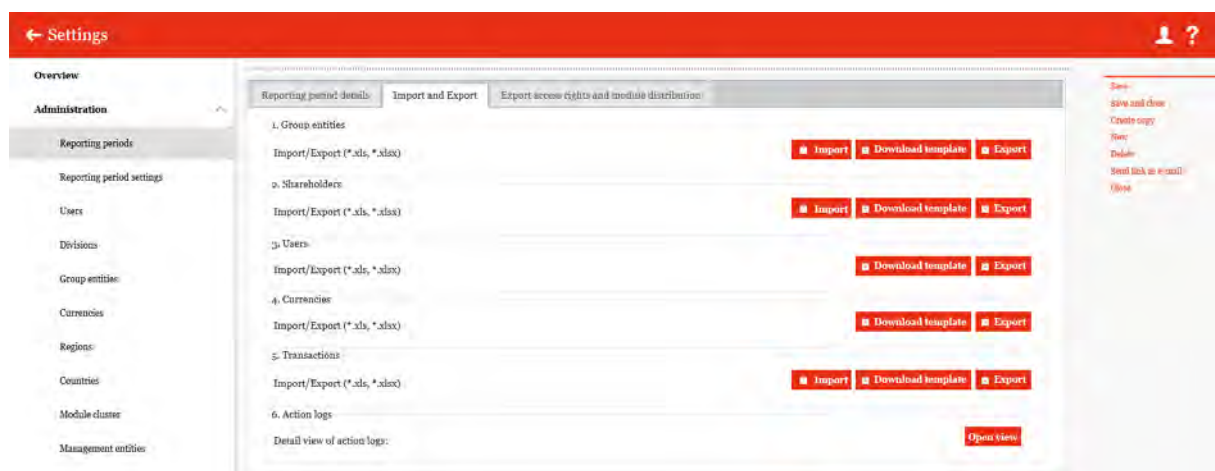 ← Settings
?
Overview
Administration
Reporting periods
Reporting period settings
Users
Divisions
Group entities
Currencies
Regions
Countries
Module cluster
Management entities
Reporting period details
Import and Export
Export access rights and module distribution
1. Group entities
Import/Export (*.xls, *.xlsx)
Import
Download template
Export
2. Shareholders
Import/Export (*.xls, *.xlsx)
Import
Download template
Export
3. Users
Import/Export (*.xls, *.xlsx)
Download template
Export
4. Currencies
Import/Export (*.xls, *.xlsx)
Download template
Export
5. Transactions
Import/Export (*.xls, *.xlsx)
Import
Download template
Export
6. Action logs
Detail view of action logs:
Open view
Save
Save and close
Create copy
New
Delete
Send link as e-mail
Close